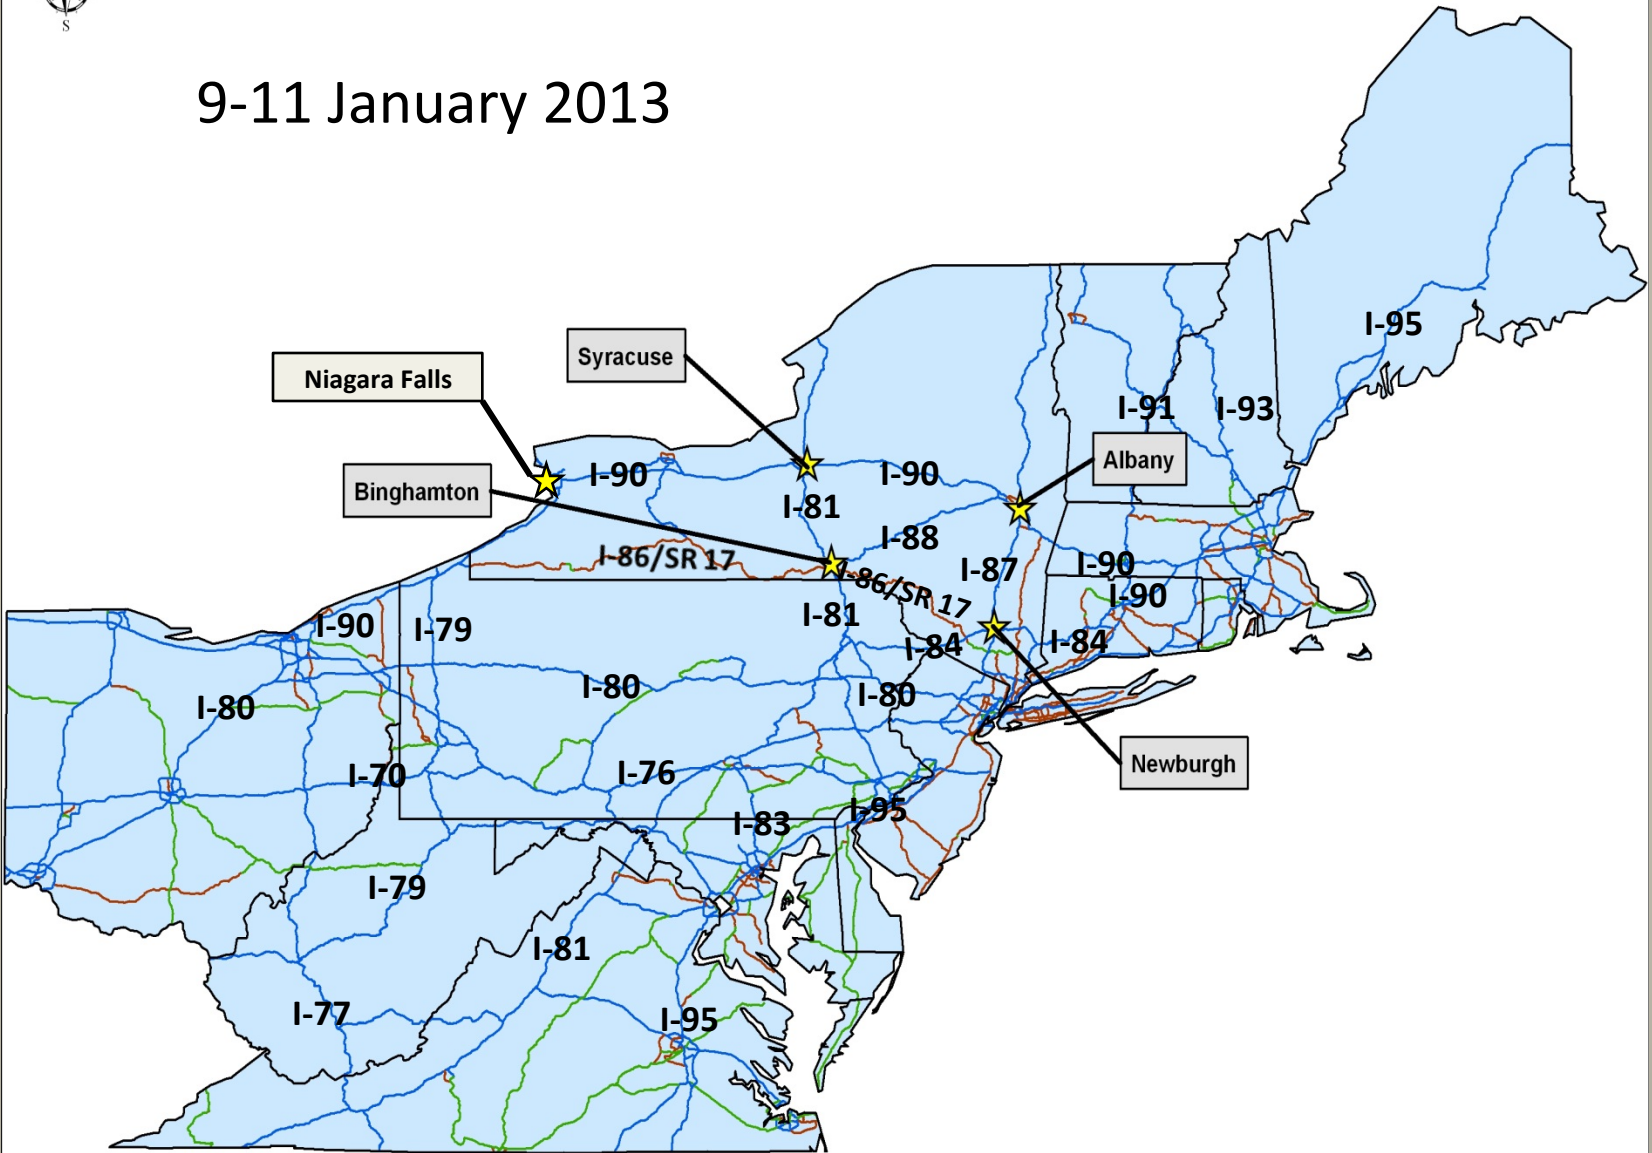 S
9-11 January 2013
I-95
Syracuse
Niagara Falls
I-91
I-93
Albany
I-90
I-90
Binghamton
I-81
I-88
I-86/SR 17
I-87
I-90
I-86/SR 17
I-90
I-81
I-90
I-79
I-84
I-84
I-80
I-80
I-80
Newburgh
I-70
I-76
I-95
I-83
I-79
I-81
I-77
I-95